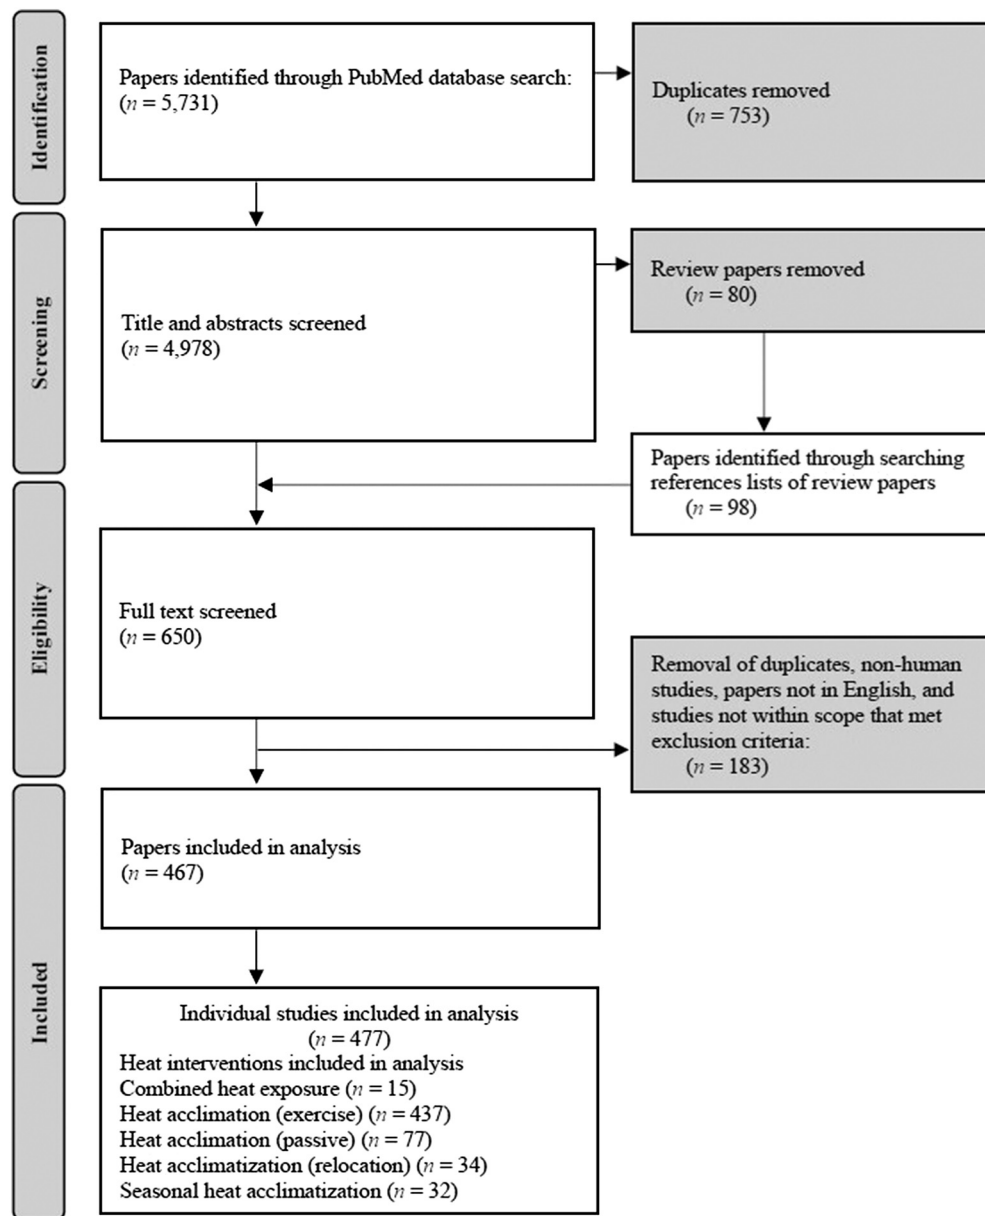 Identification
Papers identified through PubMed database search:
(n = 5,731)
Duplicates removed
(n = 753)
Screening
Title and abstracts screened
(n = 4,978)
Review papers removed
(n = 80)
Papers identified through searching
references lists of review papers
(n = 98)
Eligibility
Full text screened
(n = 650)
Removal of duplicates, non-human
studies, papers not in English, and
studies not within scope that met
exclusion criteria:
(n = 183)
Included
Papers included in analysis
(n = 467)
Individual studies included in analysis
(n = 477)
Heat interventions included in analysis
Combined heat exposure (n = 15)
Heat acclimation (exercise) (n = 437)
Heat acclimation (passive) (n = 77)
Heat acclimatization (relocation) (n = 34)
Seasonal heat acclimatization (n = 32)